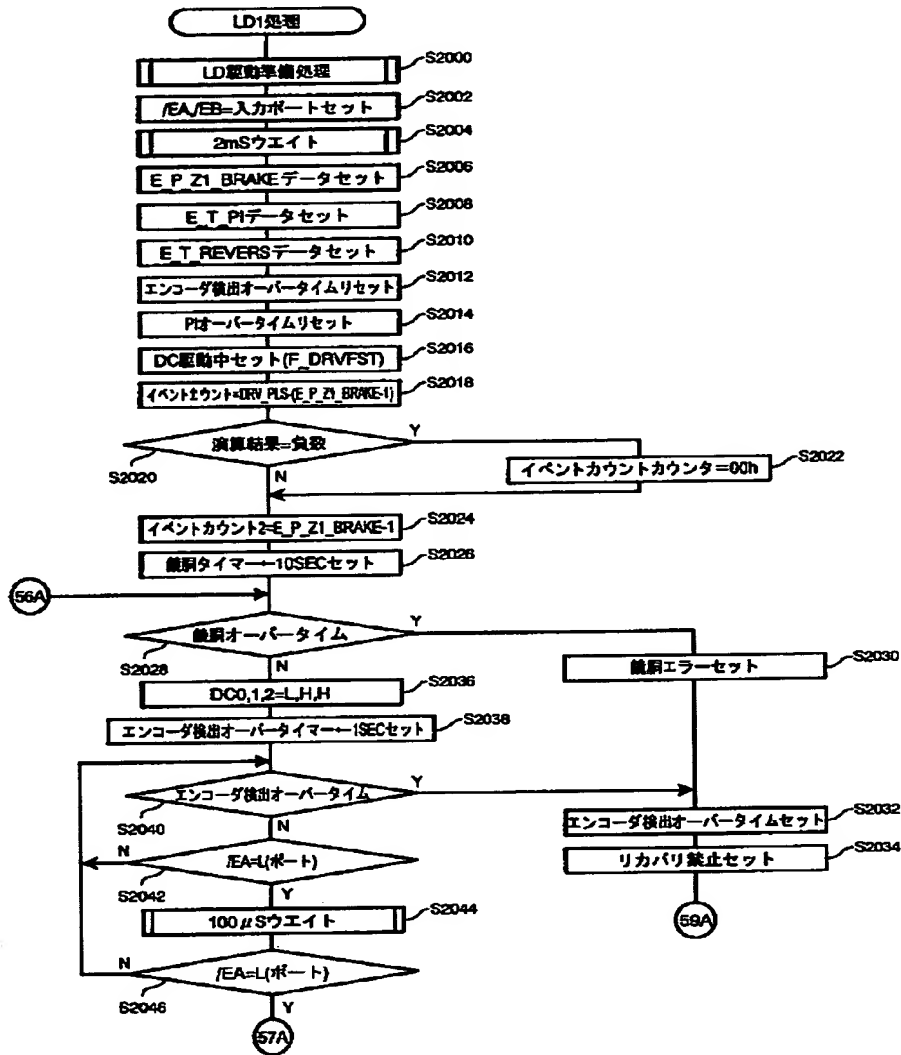 LD1処理
LD駆動準備処理
S2000
/EA,/EB=入力ポートセット
S2002
2mSウエイト
S2004
E_P_Z1_BRAKEデータセット
S2006
E_T_PIデータセット
S2008
E_T_REVERSデータセット
S2010
エンコーダ検出オーバータイムリセット
S2012
PIオーバータイムリセット
S2014
DC駆動中セット(F_DRVFST)
S2016
イベントカウント=DRV_PLS-(E_P_Z1_BRAKE-1)
S2018
演算結果=負数
Y
S2020
N
イベントカウントカウンタ=00h
S2022
イベントカウント2=E_P_Z1_BRAKE-1
S2024
鏡胴タイマー←10SECセット
S2026
56A
鏡胴オーバータイム
Y
S2028
N
鏡胴エラーセット
S2030
DC0,1,2=L,H,H
S2036
エンコーダ検出オーバータイマー←1SECセット
S2038
エンコーダ検出オーバータイム
Y
S2040
N
エンコーダ検出オーバータイムセット
S2032
N
/EA=L(ポート)
S2042
Y
リカバリ禁止セット
S2034
100μSウエイト
S2044
59A
N
/EA=L(ポート)
S2046
Y
57A